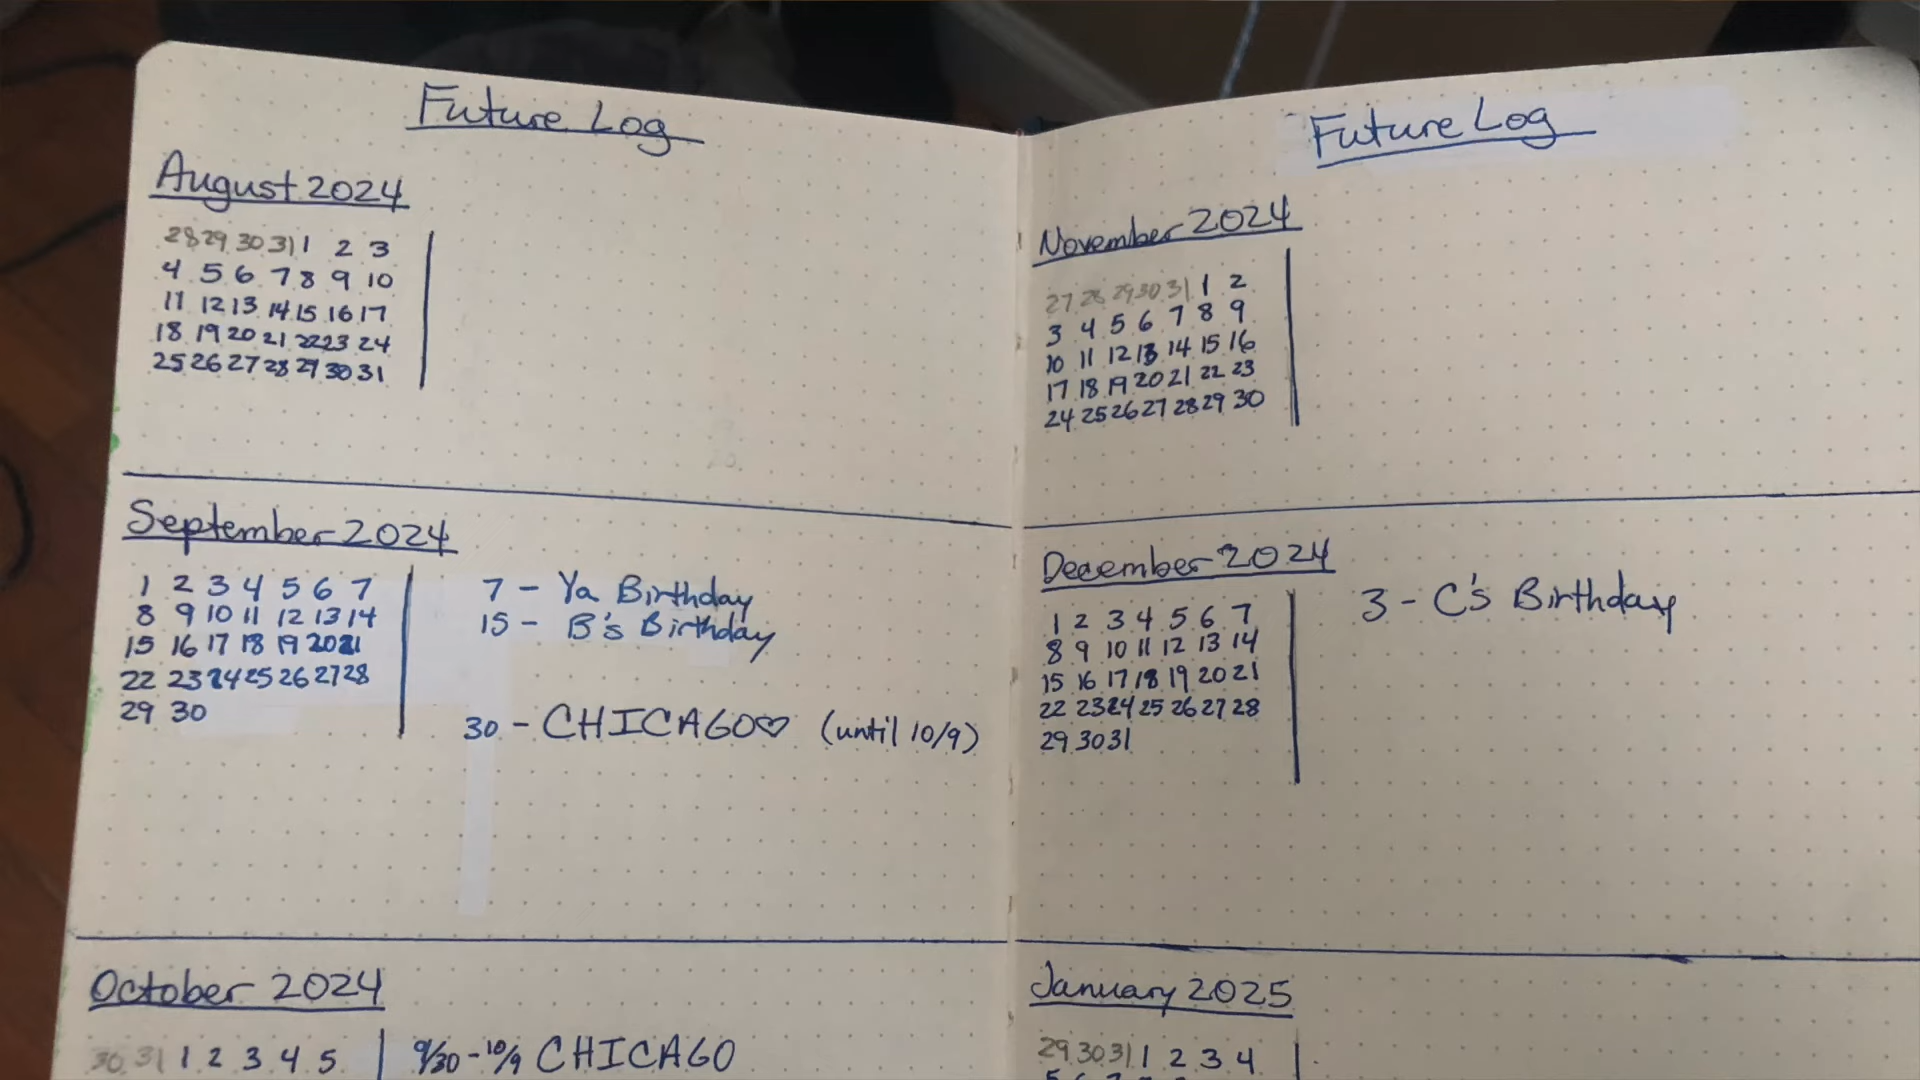 Future Log
August 2024
28 29 30 31 1 2 3
4 5 6 7 8 9 10
11 12 13 14 15 16 17
18 19 20 21 22 23 24
25 26 27 28 29 30 31
September 2024
1 2 3 4 5 6 7
8 9 10 11 12 13 14
15 16 17 18 19 20 21
22 23 24 25 26 27 28
29 30
7 - Ya Birthday
15 - B's Birthday
30 - CHICAGO♡ (until 10/9)
October 2024
30 31 1 2 3 4 5
9/30 - 10/9 CHICAGO
Future Log
November 2024
27 28 29 30 31 1 2
3 4 5 6 7 8 9
10 11 12 13 14 15 16
17 18 19 20 21 22 23
24 25 26 27 28 29 30
December 2024
1 2 3 4 5 6 7
8 9 10 11 12 13 14
15 16 17 18 19 20 21
22 23 24 25 26 27 28
29 30 31
3 - C's Birthday
January 2025
29 30 31 1 2 3 4